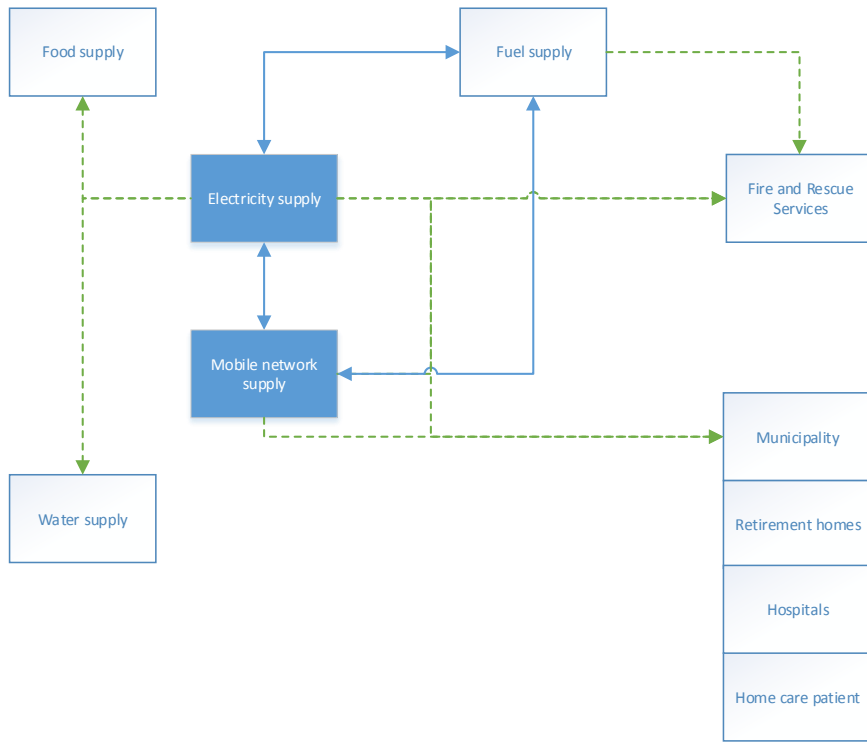 Food supply
Fuel supply
Electricity supply
Fire and Rescue
Services
Mobile network
supply
Municipality
Water supply
Retirement homes
Hospitals
Home care patient